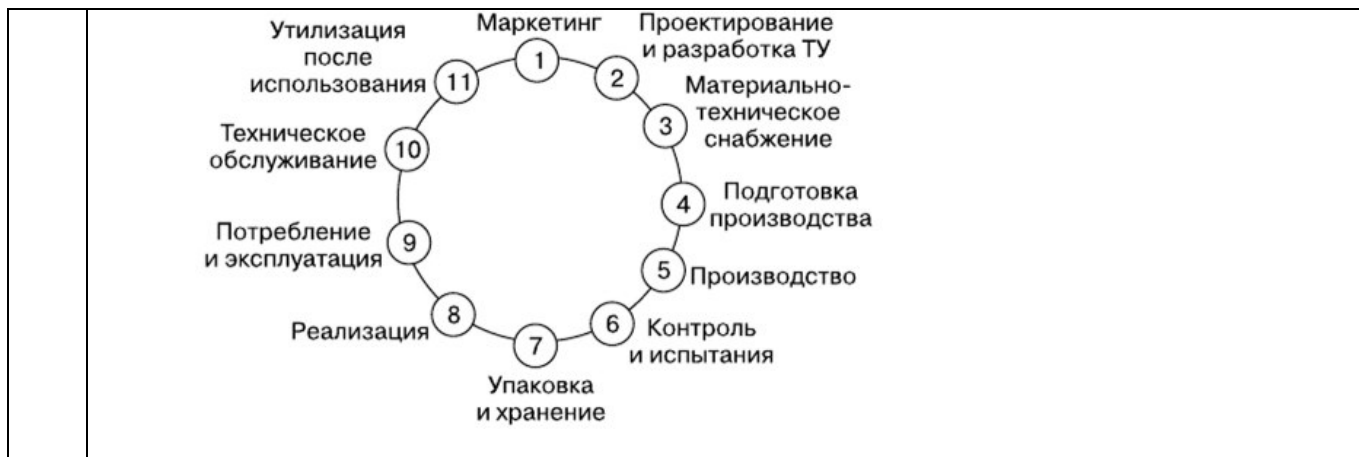 Маркетинг
1
Проектирование
и разработка ТУ
2
Материально-
техническое
снабжение
3
Подготовка
производства
4
Производство
5
Контроль
и испытания
6
Упаковка
и хранение
7
Реализация
8
Потребление
и эксплуатация
9
Техническое
обслуживание
10
Утилизация
после
использования
11